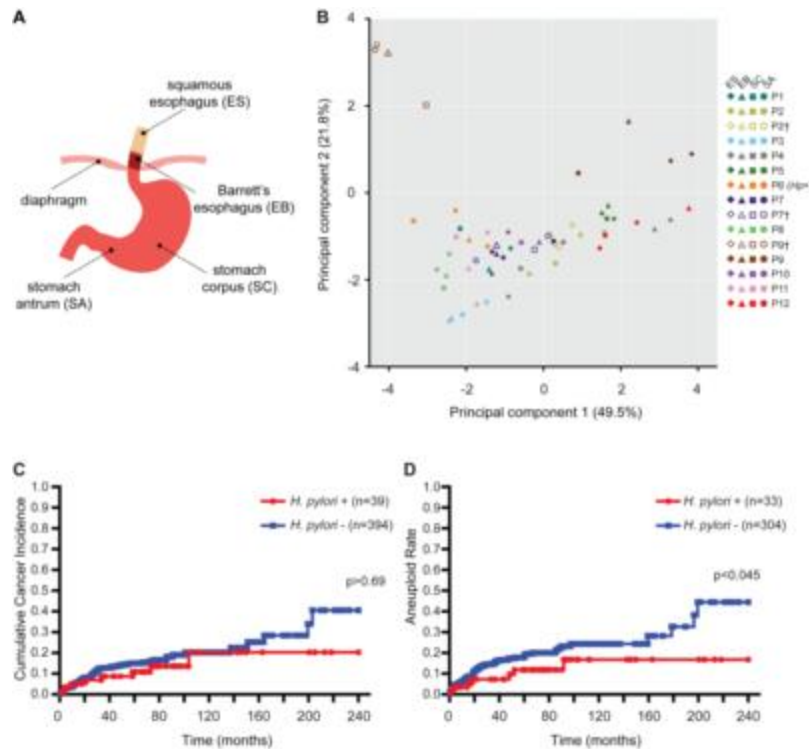 A
squamous
esophagus (ES)
diaphragm
Barrett's
esophagus (EB)
stomach
antrum (SA)
stomach
corpus (SC)
B
Principal component 2 (21.8%)
4
2
0
-2
-4
-4
-2
0
2
4
Principal component 1 (49.5%)
P1
P2
P2†
P3
P4
P5
P6
P7
P7†
P8
P9†
P9
P10
P11
P12
C
Cumulative Cancer Incidence
1.0
0.9
0.8
0.7
0.6
0.5
0.4
0.3
0.2
0.1
0.0
H. pylori + (n=39)
H. pylori - (n=394)
p>0.69
0 40 80 120 160 200 240
Time (months)
D
Aneuploid Rate
1.0
0.9
0.8
0.7
0.6
0.5
0.4
0.3
0.2
0.1
0.0
H. pylori + (n=33)
H. pylori - (n=304)
p<0.045
0 40 80 120 160 200 240
Time (months)